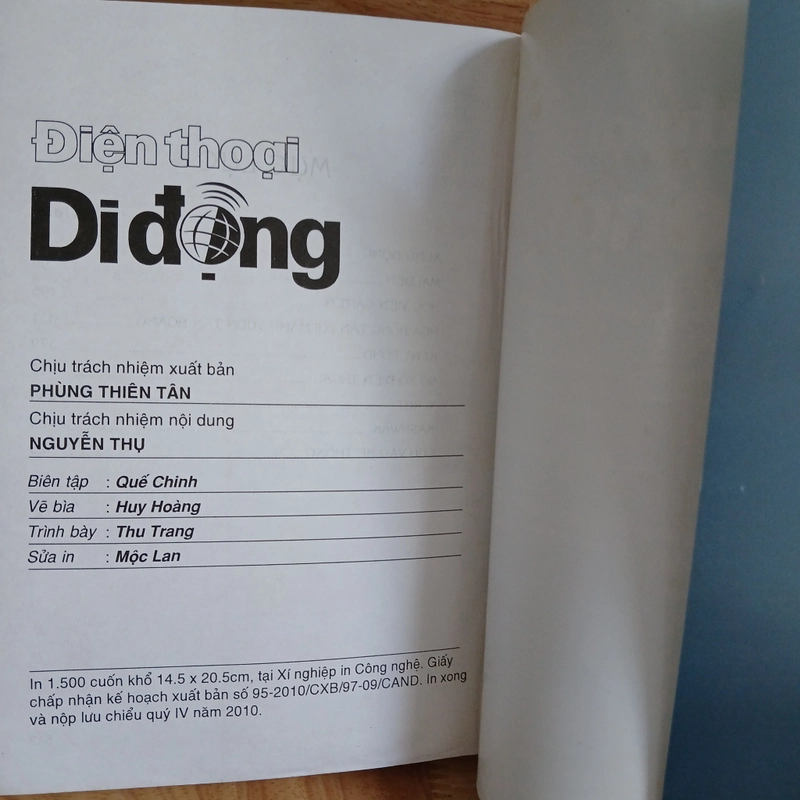 Điện thoại
Di động
Chịu trách nhiệm xuất bản
PHÙNG THIÊN TÂN
Chịu trách nhiệm nội dung
NGUYỄN THỤ
Biên tập : Quế Chinh
Vẽ bìa : Huy Hoàng
Trình bày : Thu Trang
Sửa in : Mộc Lan
In 1.500 cuốn khổ 14.5 x 20.5cm, tại Xí nghiệp in Công nghệ. Giấy
chấp nhận kế hoạch xuất bản số 95-2010/CXB/97-09/CAND. In xong
và nộp lưu chiểu quý IV năm 2010.